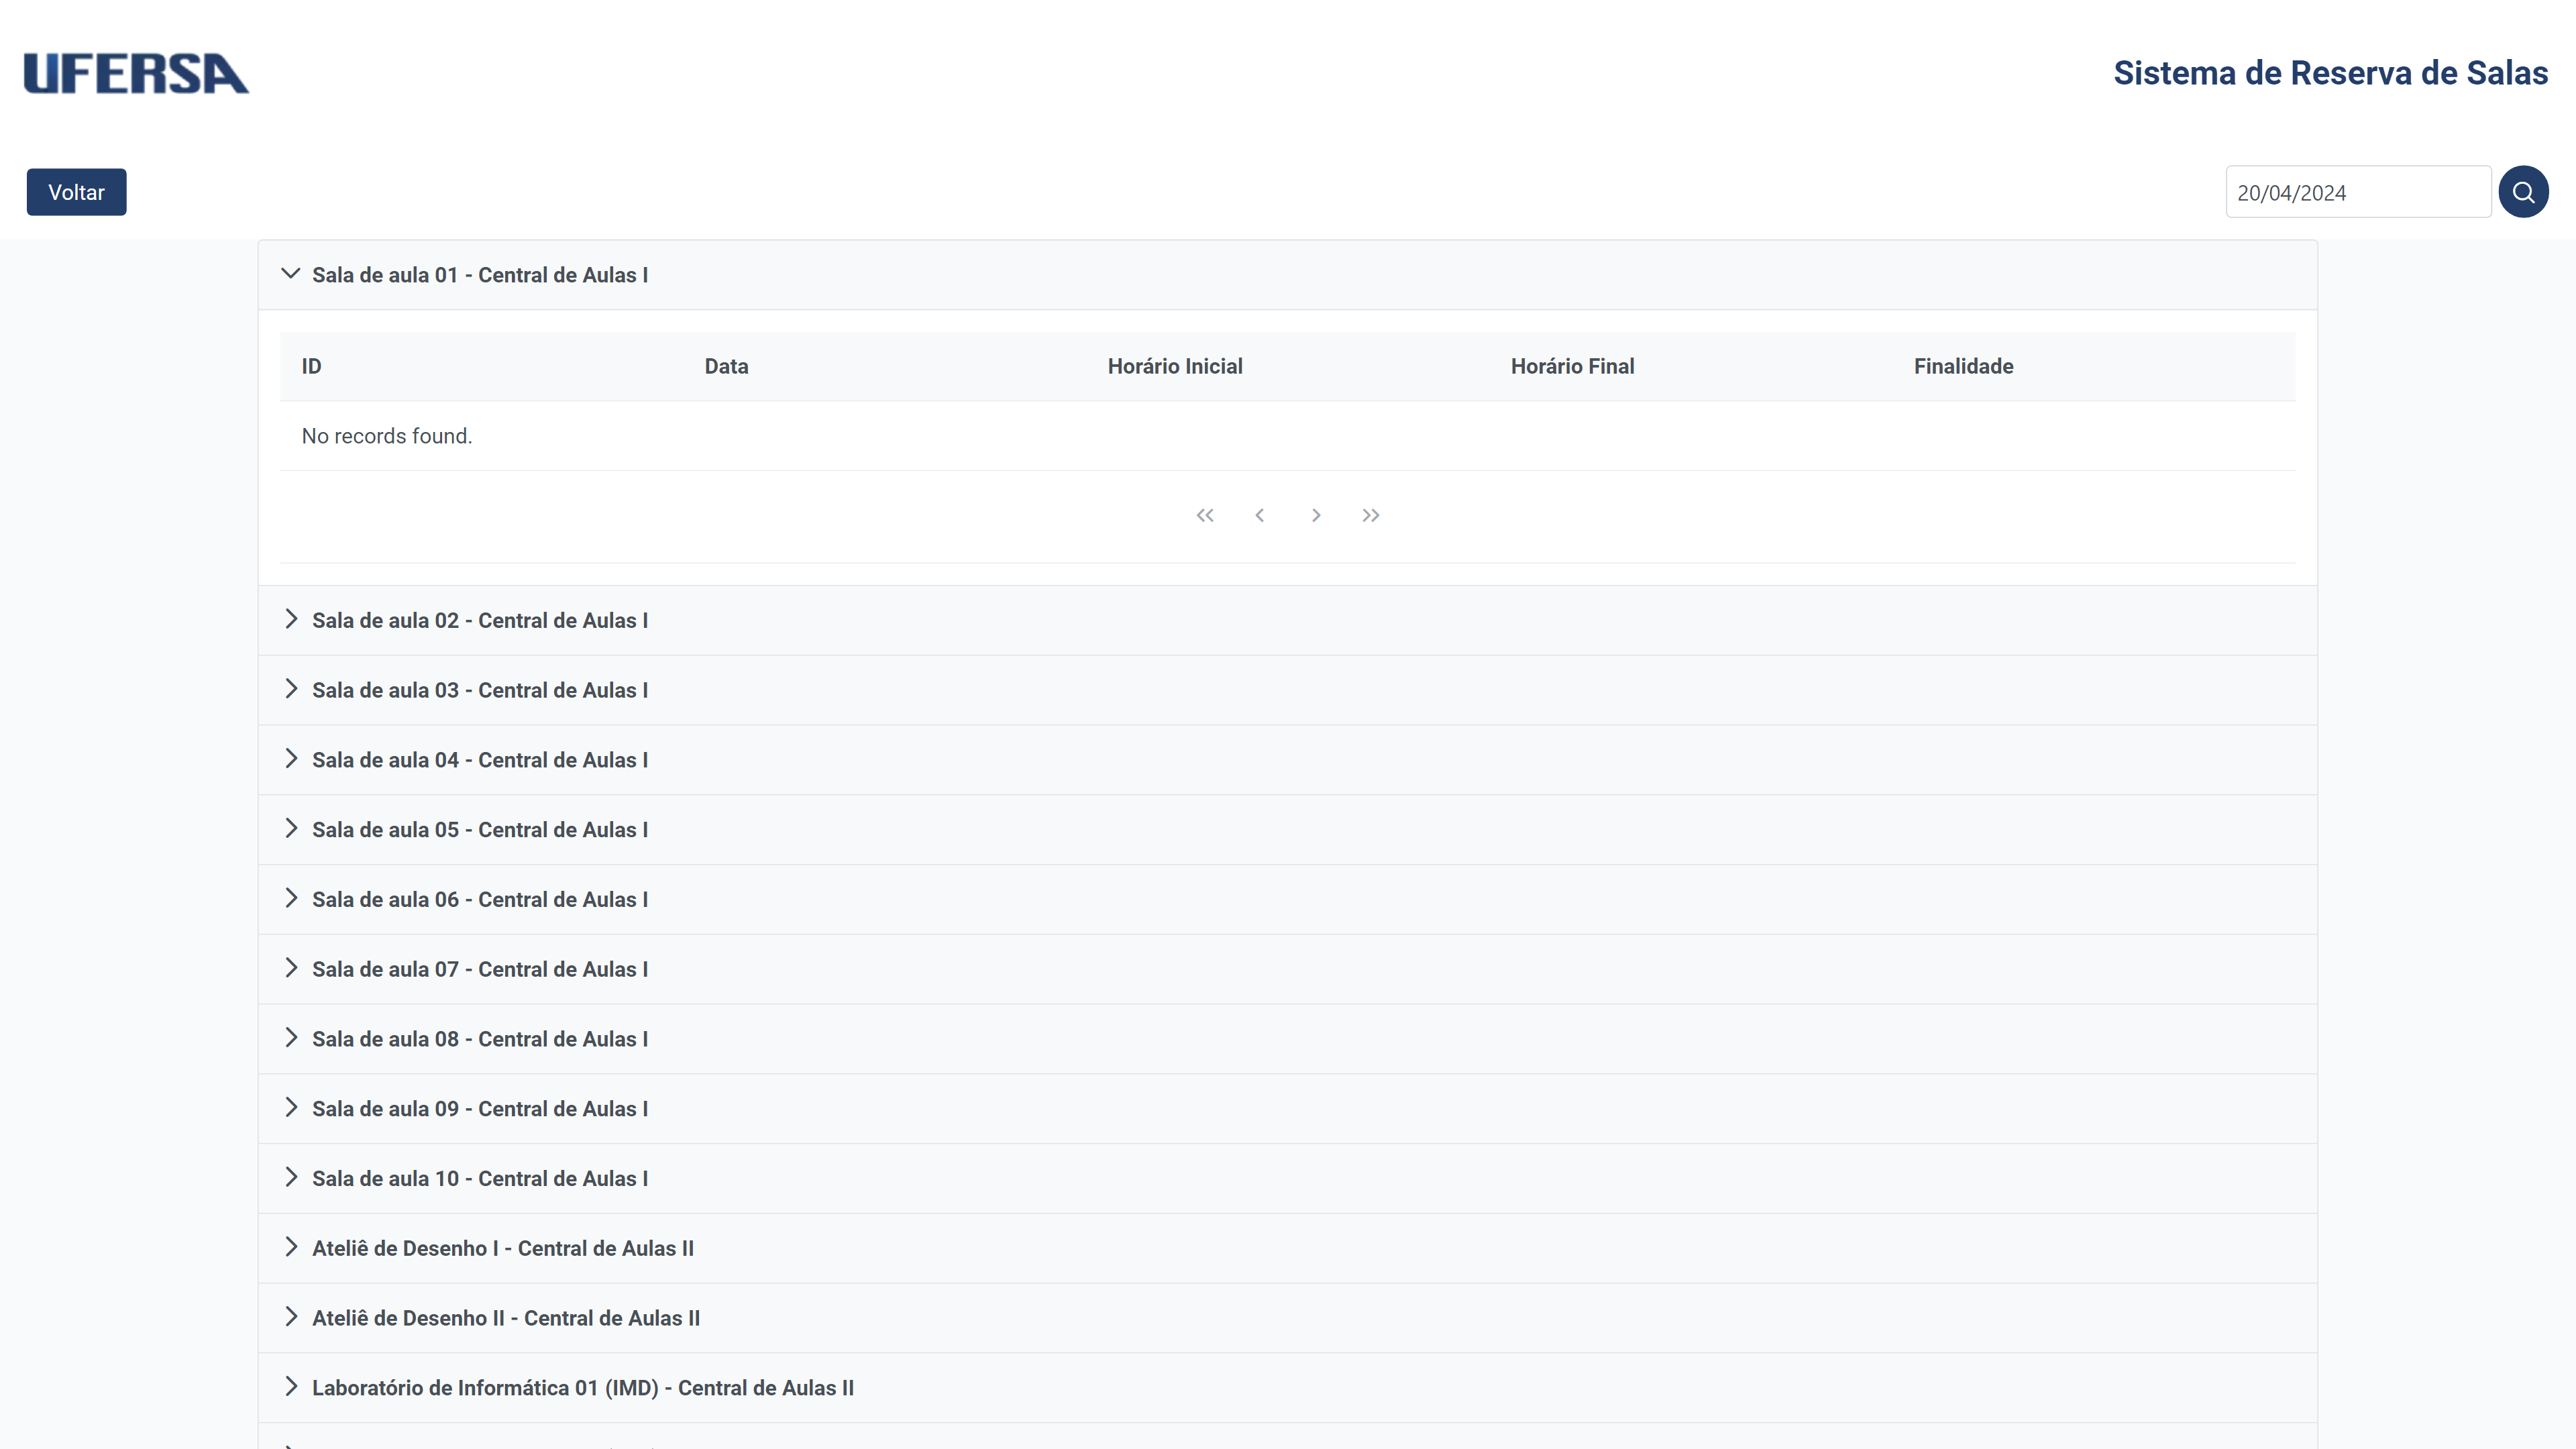 UFERSA
Sistema de Reserva de Salas
Voltar
20/04/2024
Sala de aula 01 - Central de Aulas I
ID Data Horário Inicial Horário Final Finalidade
No records found.
Sala de aula 02 - Central de Aulas I
Sala de aula 03 - Central de Aulas I
Sala de aula 04 - Central de Aulas I
Sala de aula 05 - Central de Aulas I
Sala de aula 06 - Central de Aulas I
Sala de aula 07 - Central de Aulas I
Sala de aula 08 - Central de Aulas I
Sala de aula 09 - Central de Aulas I
Sala de aula 10 - Central de Aulas I
Ateliê de Desenho I - Central de Aulas II
Ateliê de Desenho II - Central de Aulas II
Laboratório de Informática 01 (IMD) - Central de Aulas II